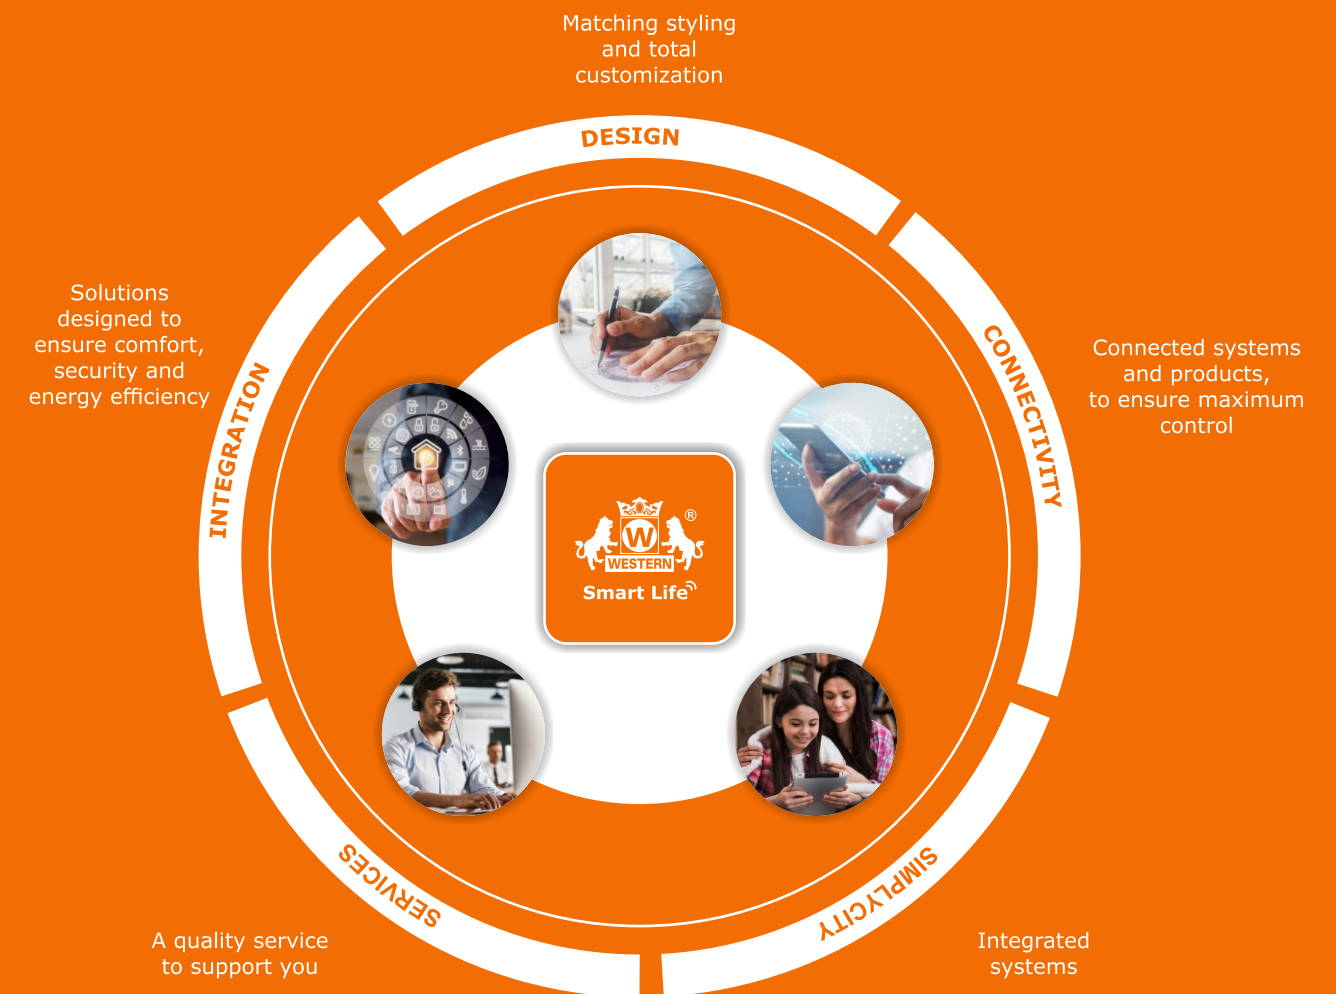 Matching styling
and total
customization
DESIGN
Solutions
designed to
ensure comfort,
security and
energy efficiency
INTEGRATION
CONNECTIVITY
Connected systems
and products,
to ensure maximum
control
W
®
WESTERN
Smart Life
SERVICES
A quality service
to support you
SIMPLYCITY
Integrated
systems